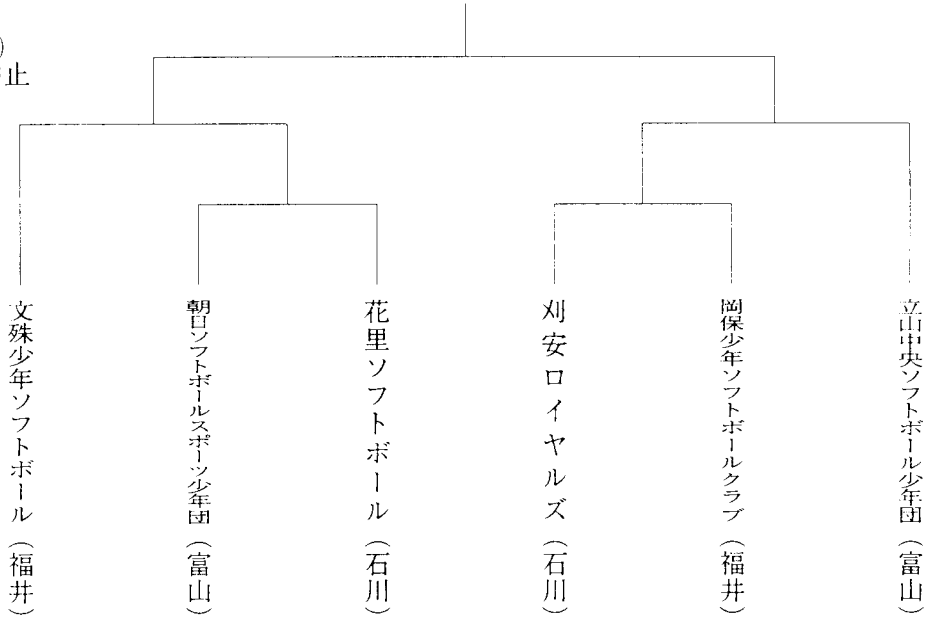 )
止
文殊少年ソフトボール（福井）
朝日ソフトボールスポーツ少年団（富山）
花里ソフトボール（石川）
刈安ロイヤルズ（石川）
岡保少年ソフトボールクラブ（福井）
立山中央ソフトボール少年団（富山）